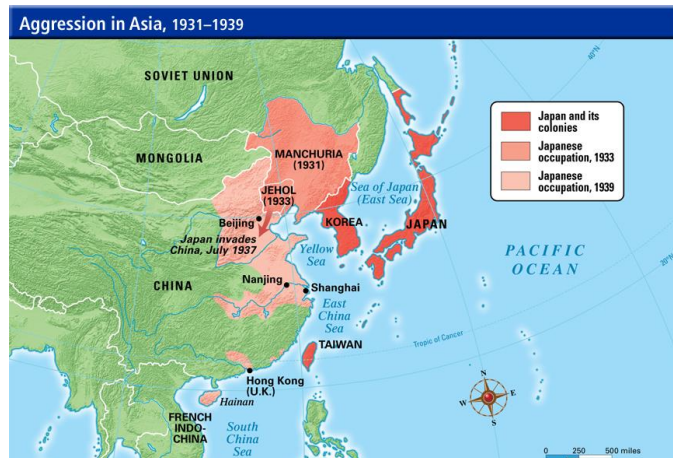 Aggression in Asia, 1931–1939
SOVIET UNION
MONGOLIA
MANCHURIA
(1931)
JEHOL
(1933)
Beijing
Japan invades
China, July 1937
Sea of Japan
(East Sea)
KOREA
JAPAN
Yellow
Sea
CHINA
Nanjing
Shanghai
East
China
Sea
TAIWAN
Hong Kong
(U.K.)
Hainan
FRENCH
INDO-
CHINA
South
China
Sea
PACIFIC
OCEAN
Tropic of Cancer
40°N
20°N
Japan and its
colonies
Japanese
occupation, 1933
Japanese
occupation, 1939
N
W
E
S
0 250 500 miles